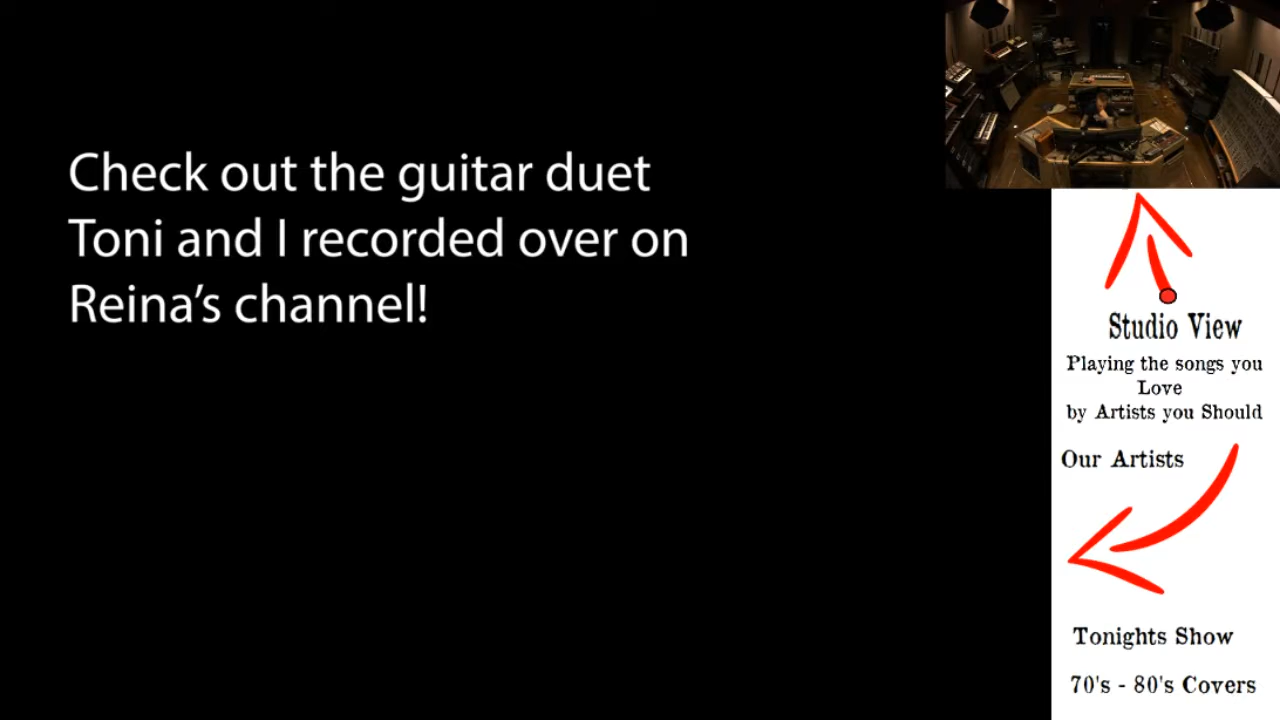 Check out the guitar duet
Toni and I recorded over on
Reina’s channel!
Studio View
Playing the songs you
Love
by Artists you Should
Our Artists
Tonights Show
70's - 80's Covers